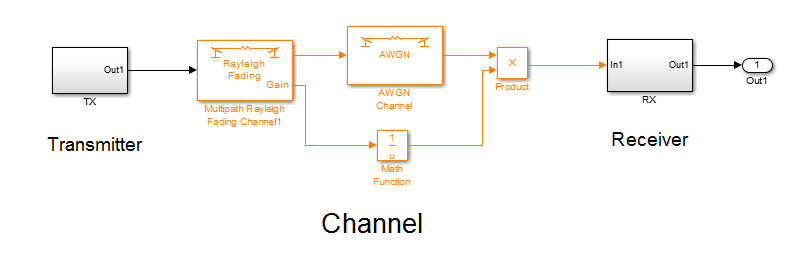 Out1
TX
Transmitter
Rayleigh
Fading
Gain
Multipath Rayleigh
Fading Channel1
AWGN
AWGN
Channel
1
u
Math
Function
×
Product
In1 Out1
RX
Receiver
1
Out1
Channel